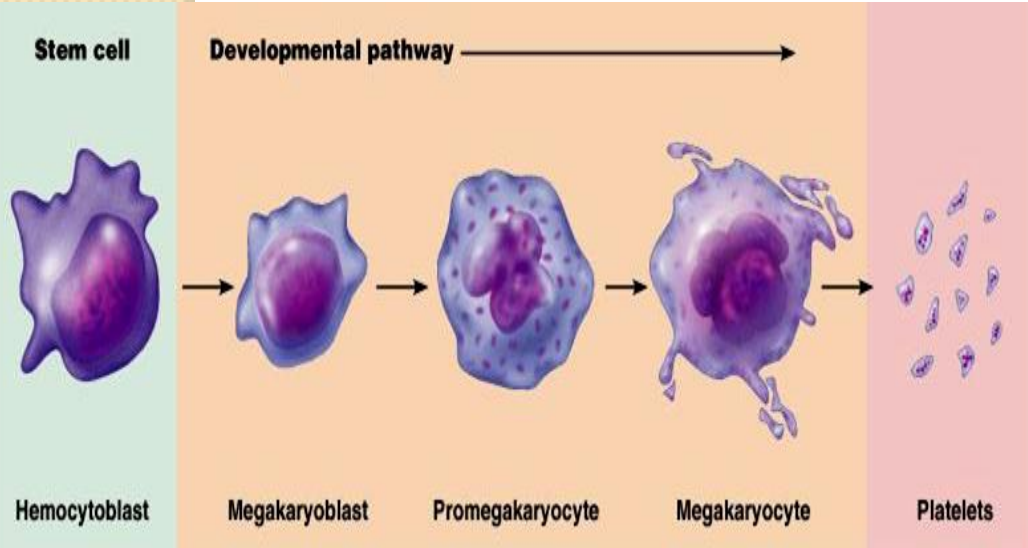 Stem cell
Developmental pathway
Hemocytoblast
Megakaryoblast
Promegakaryocyte
Megakaryocyte
Platelets